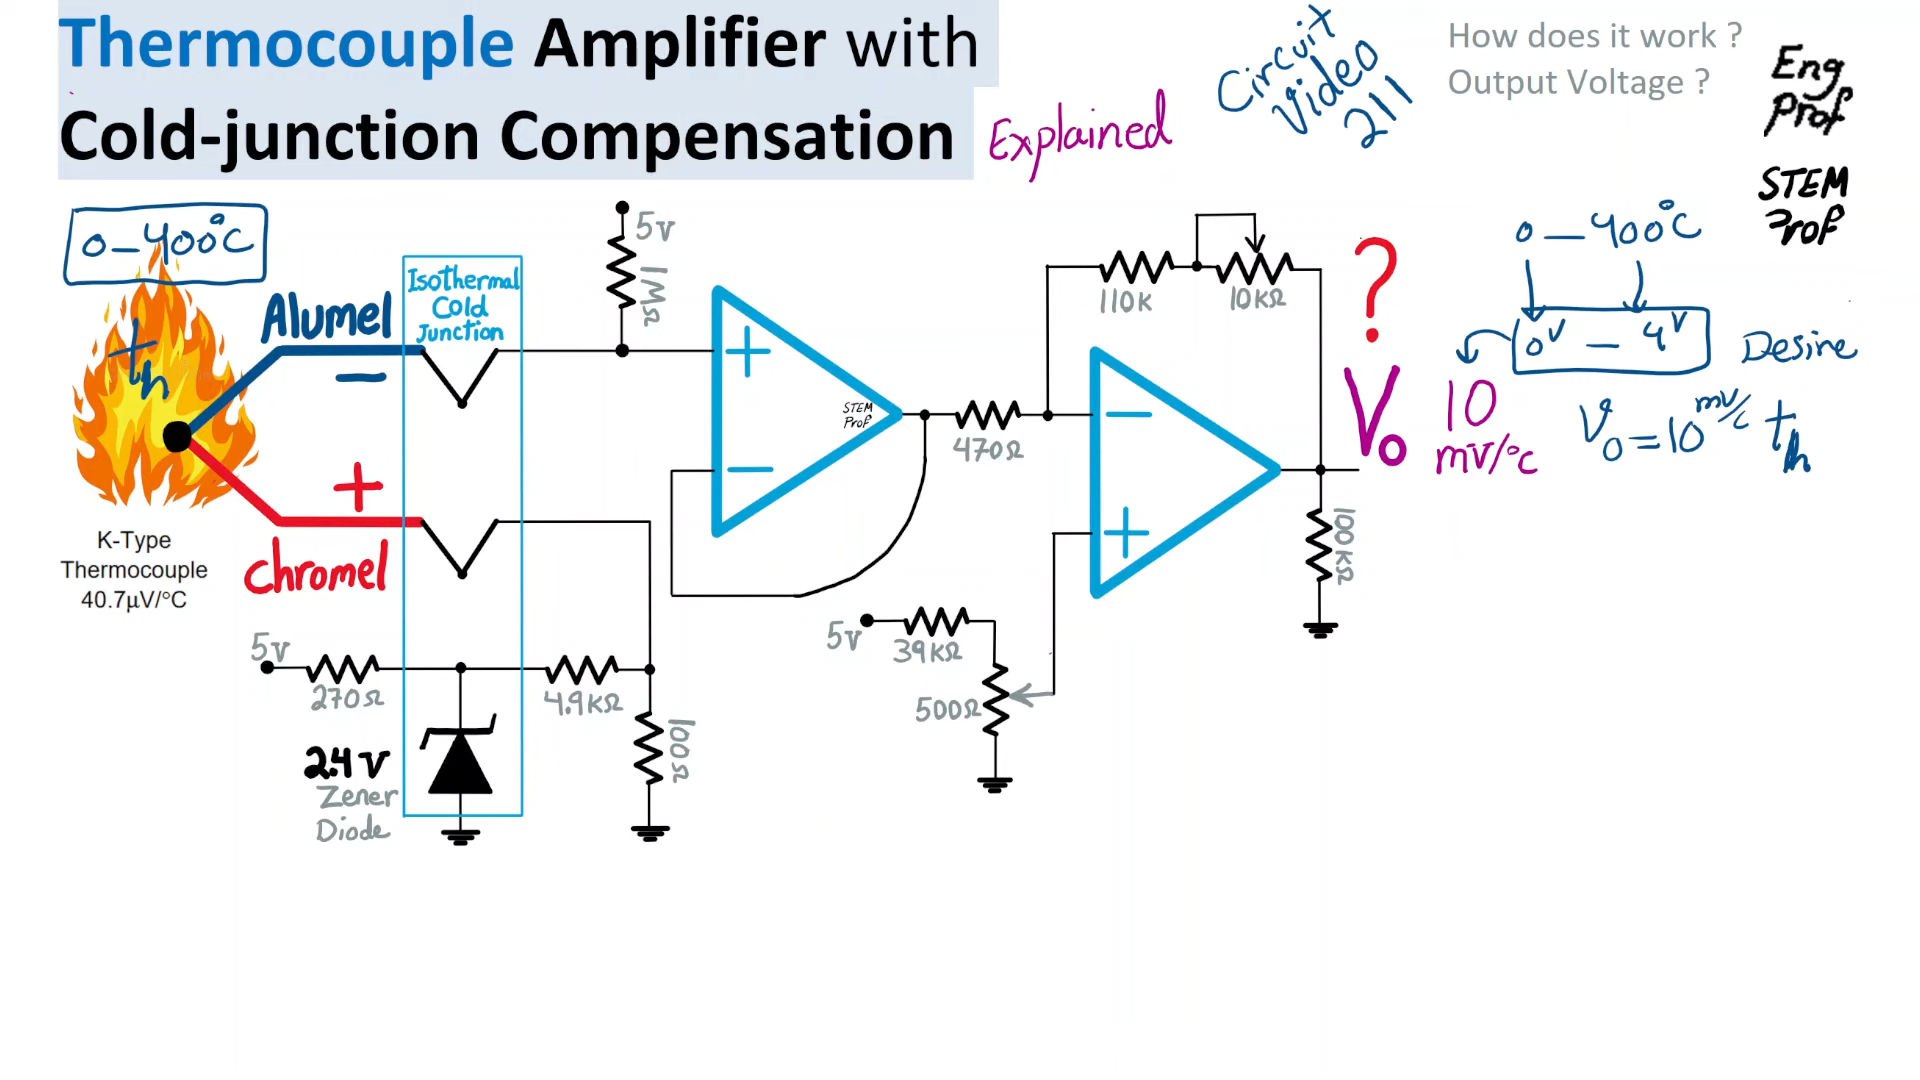 Thermocouple Amplifier with
Cold-junction Compensation
Explained
Circuit
Video
211
How does it work ?
Output Voltage ?
Eng
Prof
STEM
Prof
0 – 400°C
th
Alumel
–
Isothermal
Cold
Junction
5v
1MΩ
+
–
STEM
Prof
470Ω
110K
10KΩ
–
+
?
Vo
10
mV/°C
0 – 400°C
0V – 4V
Desire
Vo = 10 mV/C th
100KΩ
+
chromel
K-Type
Thermocouple
40.7µV/°C
5v
270Ω
4.9KΩ
100Ω
2.4V
Zener
Diode
5v
39KΩ
500Ω